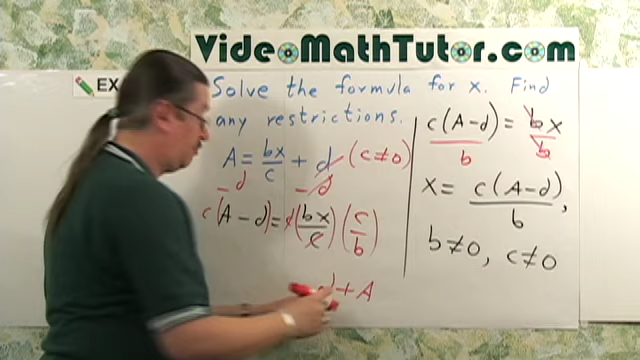 VideoMathTutor.com
EX
Solve the formula for x. Find
any restrictions.
A = bx/c + d (c≠0)
- d - d
c(A - d) = c(bx/c)(c/b)
d + A
c(A-d) = bx
b b
x = c(A-d)/b,
b≠0, c≠0